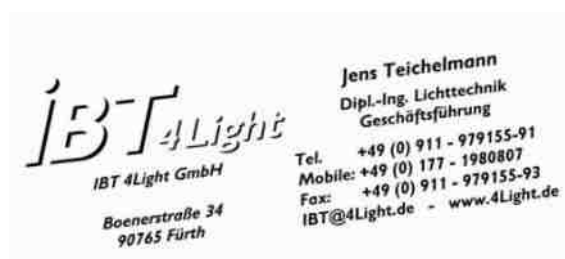 iBT 4Light
IBT 4Light GmbH
Boenerstraße 34
90765 Fürth
Jens Teichelmann
Dipl.-Ing. Lichttechnik
Geschäftsführung
Tel. +49 (0) 911 - 979155-91
Mobile: +49 (0) 177 - 1980807
Fax: +49 (0) 911 - 979155-93
IBT@4Light.de - www.4Light.de